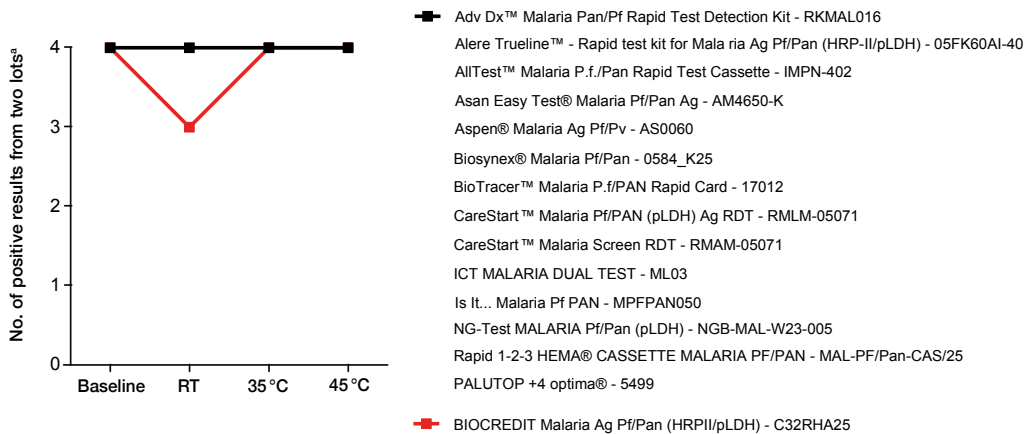 No. of positive results from two lotsᵃ
4
3
2
1
0
Baseline RT 35°C 45°C
Adv Dx™ Malaria Pan/Pf Rapid Test Detection Kit - RKMAL016
Alere Trueline™ - Rapid test kit for Mala ria Ag Pf/Pan (HRP-II/pLDH) - 05FK60AI-40
AllTest™ Malaria P.f./Pan Rapid Test Cassette - IMPN-402
Asan Easy Test® Malaria Pf/Pan Ag - AM4650-K
Aspen® Malaria Ag Pf/Pv - AS0060
Biosynex® Malaria Pf/Pan - 0584_K25
BioTracer™ Malaria P.f/PAN Rapid Card - 17012
CareStart™ Malaria Pf/PAN (pLDH) Ag RDT - RMLM-05071
CareStart™ Malaria Screen RDT - RMAM-05071
ICT MALARIA DUAL TEST - ML03
Is It... Malaria Pf PAN - MPFPAN050
NG-Test MALARIA Pf/Pan (pLDH) - NGB-MAL-W23-005
Rapid 1-2-3 HEMA® CASSETTE MALARIA PF/PAN - MAL-PF/Pan-CAS/25
PALUTOP +4 optima® - 5499
BIOCREDIT Malaria Ag Pf/Pan (HRPII/pLDH) - C32RHA25